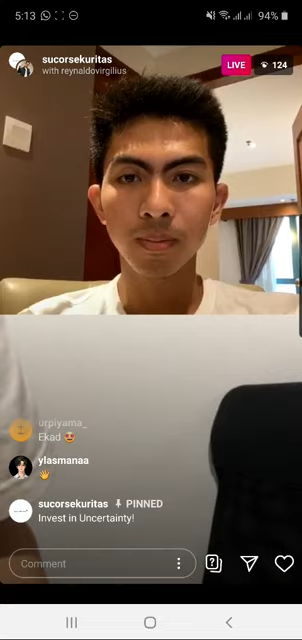 5:13
94%
sucorsekuritas
with reynaldovirgilius
LIVE
124
urpiyama_
Ekad 😍
ylasmanaa
👋
sucorsekuritas PINNED
Invest in Uncertainty!
Comment